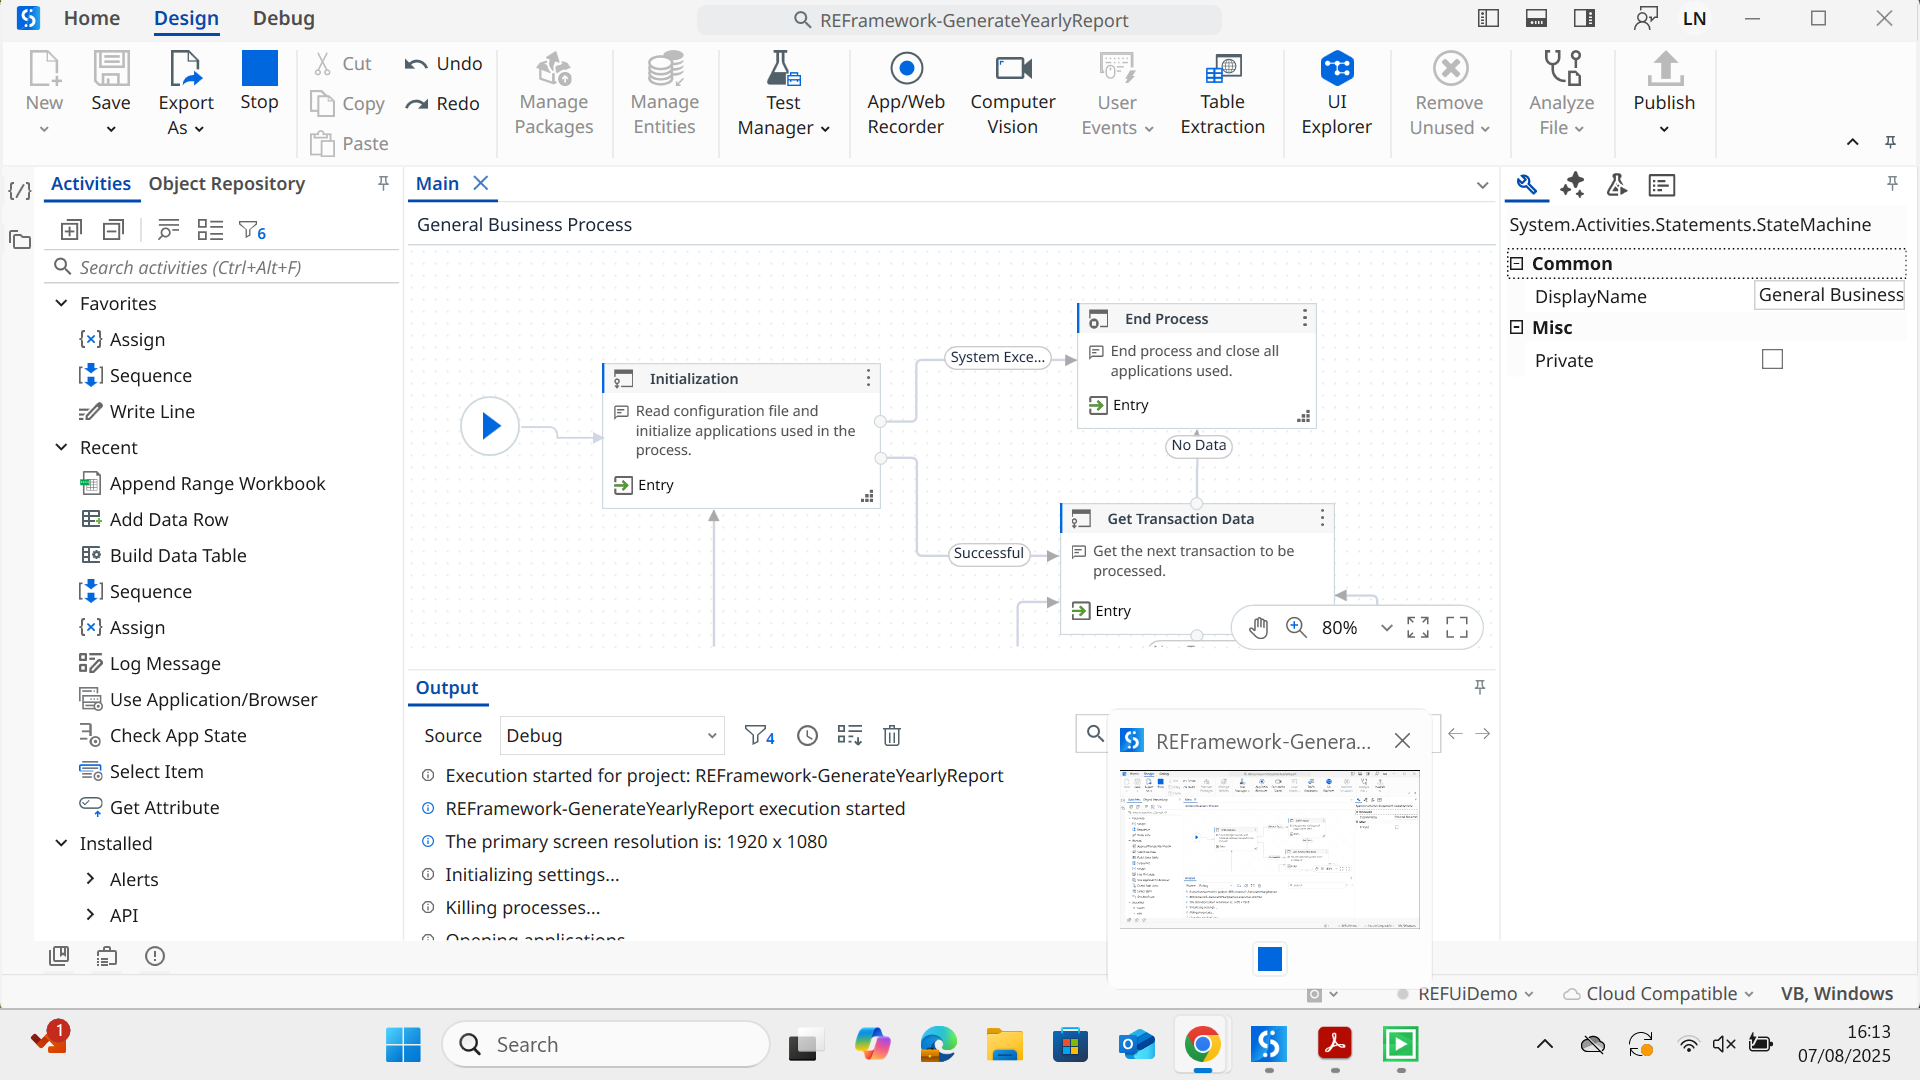 Home
Design
Debug
REFramework-GenerateYearlyReport
LN
New
Save
Export
As
Stop
Cut
Copy
Paste
Undo
Redo
Manage
Packages
Manage
Entities
Test
Manager
App/Web
Recorder
Computer
Vision
User
Events
Table
Extraction
UI
Explorer
Remove
Unused
Analyze
File
Publish
Activities
Object Repository
6
Search activities (Ctrl+Alt+F)
Favorites
Assign
Sequence
Write Line
Recent
Append Range Workbook
Add Data Row
Build Data Table
Sequence
Assign
Log Message
Use Application/Browser
Check App State
Select Item
Get Attribute
Installed
Alerts
API
Main
General Business Process
Initialization
Read configuration file and
initialize applications used in the
process.
Entry
System Exce...
Successful
End Process
End process and close all
applications used.
Entry
No Data
Get Transaction Data
Get the next transaction to be
processed.
Entry
80%
System.Activities.Statements.StateMachine
Common
DisplayName
General Business
Misc
Private
Output
Source
Debug
4
Execution started for project: REFramework-GenerateYearlyReport
REFramework-GenerateYearlyReport execution started
The primary screen resolution is: 1920 x 1080
Initializing settings...
Killing processes...
Opening applications
REFramework-Genera...
REFUiDemo
Cloud Compatible
VB, Windows
1
Search
16:13
07/08/2025